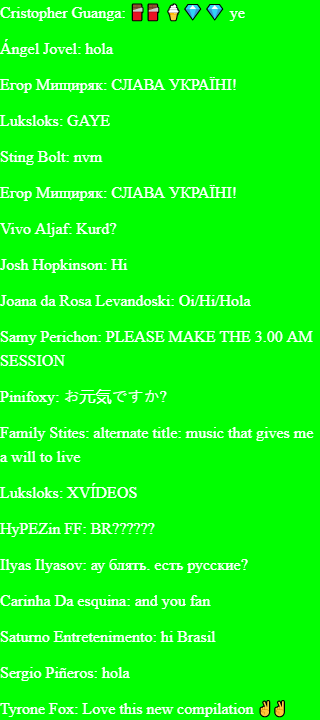 Cristopher Guanga: 🍫🍫🍦💎💎 ye
Ángel Jovel: hola
Егор Мищиряк: СЛАВА УКРАЇНІ!
Luksloks: GAYE
Sting Bolt: nvm
Егор Мищиряк: СЛАВА УКРАЇНІ!
Vivo Aljaf: Kurd?
Josh Hopkinson: Hi
Joana da Rosa Levandoski: Oi/Hi/Hola
Samy Perichon: PLEASE MAKE THE 3.00 AM
SESSION
Pinifoxy: お元気ですか?
Family Stites: alternate title: music that gives me
a will to live
Luksloks: XVÍDEOS
HyPEZin FF: BR??????
Ilyas Ilyasov: ау блять. есть русские?
Carinha Da esquina: and you fan
Saturno Entretenimento: hi Brasil
Sergio Piñeros: hola
Tyrone Fox: Love this new compilation ✌️✌️